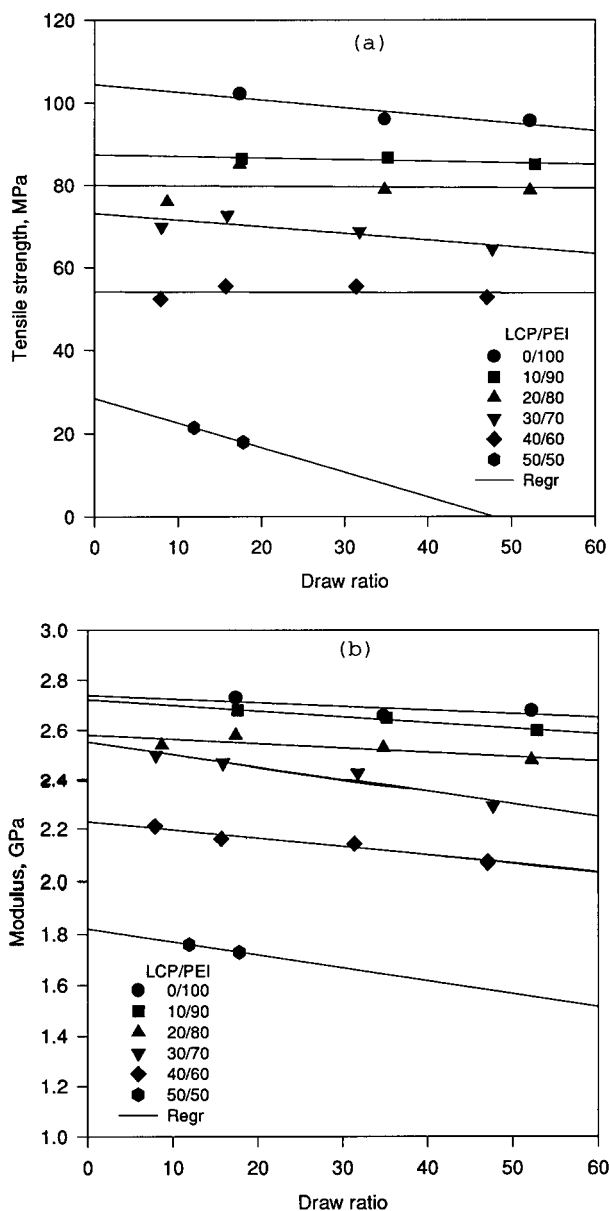 (a)
Tensile strength, MPa
120
100
80
60
40
20
0
LCP/PEI
0/100
10/90
20/80
30/70
40/60
50/50
Regr
0 10 20 30 40 50 60
Draw ratio
(b)
Modulus, GPa
3.0
2.8
2.6
2.4
2.2
2.0
1.8
1.6
1.4
1.2
1.0
LCP/PEI
0/100
10/90
20/80
30/70
40/60
50/50
Regr
0 10 20 30 40 50 60
Draw ratio